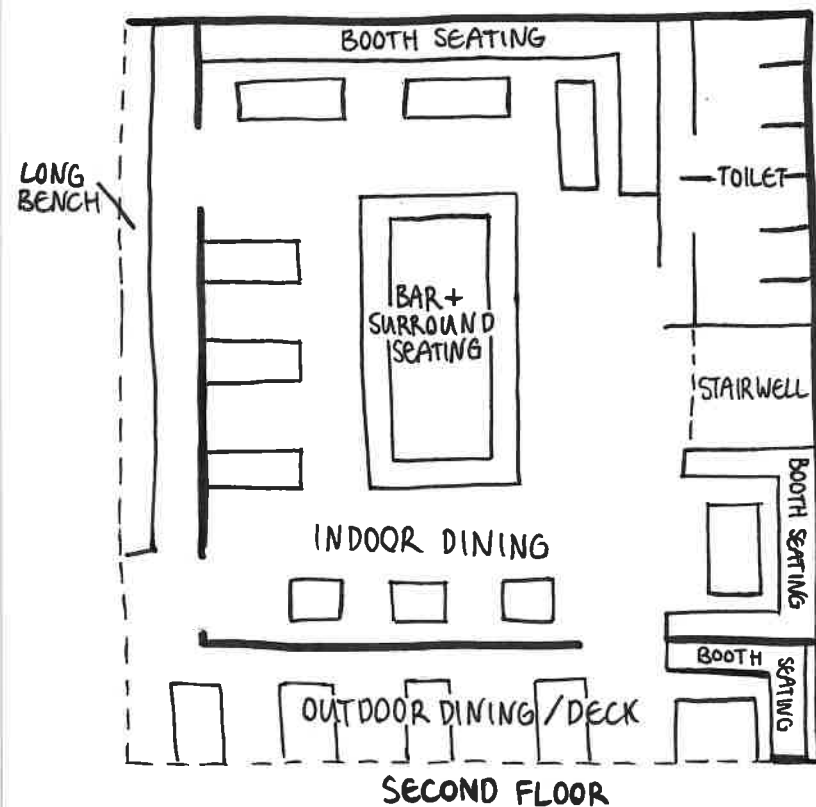 BOOTH SEATING
LONG
BENCH
TOILET
BAR+
SURROUND
SEATING
STAIRWELL
BOOTH SEATING
INDOOR DINING
BOOTH SEATING
OUTDOOR DINING/DECK
SECOND FLOOR